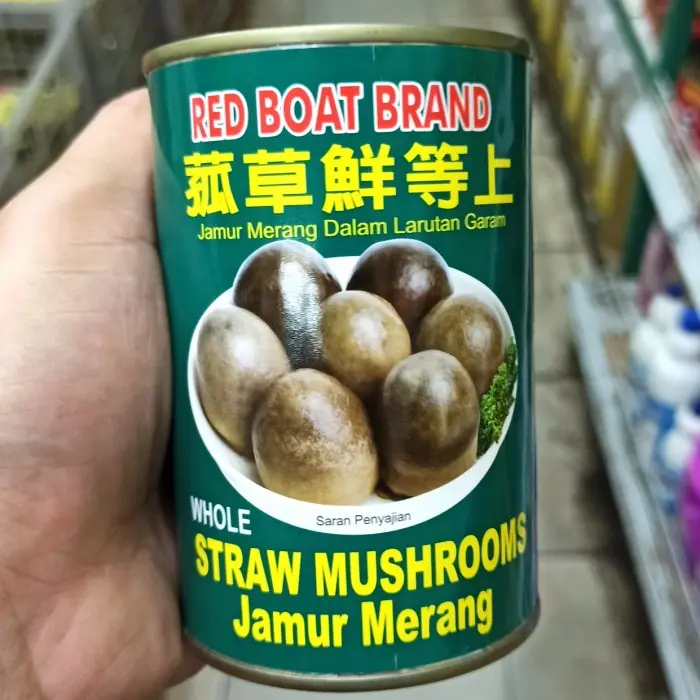 RED BOAT BRAND
菰草鮮等上
Jamur Merang Dalam Larutan Garam
Saran Penyajian
WHOLE
STRAW MUSHROOMS
Jamur Merang